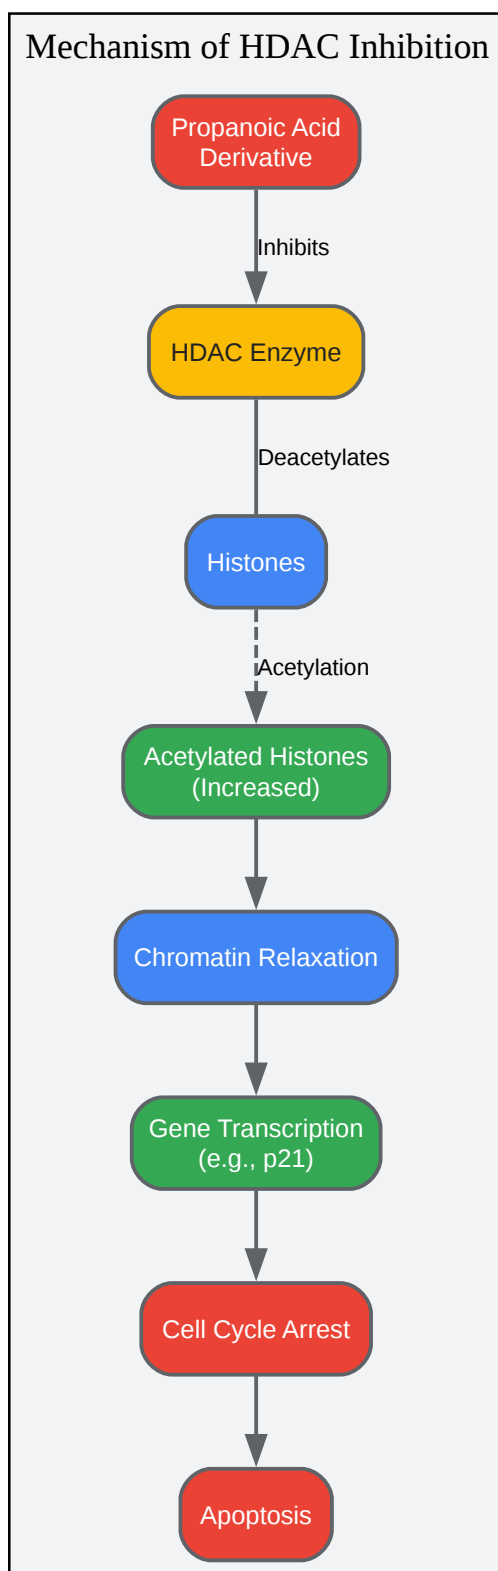 Mechanism of HDAC Inhibition
Propanoic Acid
Derivative
Inhibits
HDAC Enzyme
Deacetylates
Histones
Acetylation
Acetylated Histones
(Increased)
Chromatin Relaxation
Gene Transcription
(e.g., p21)
Cell Cycle Arrest
Apoptosis